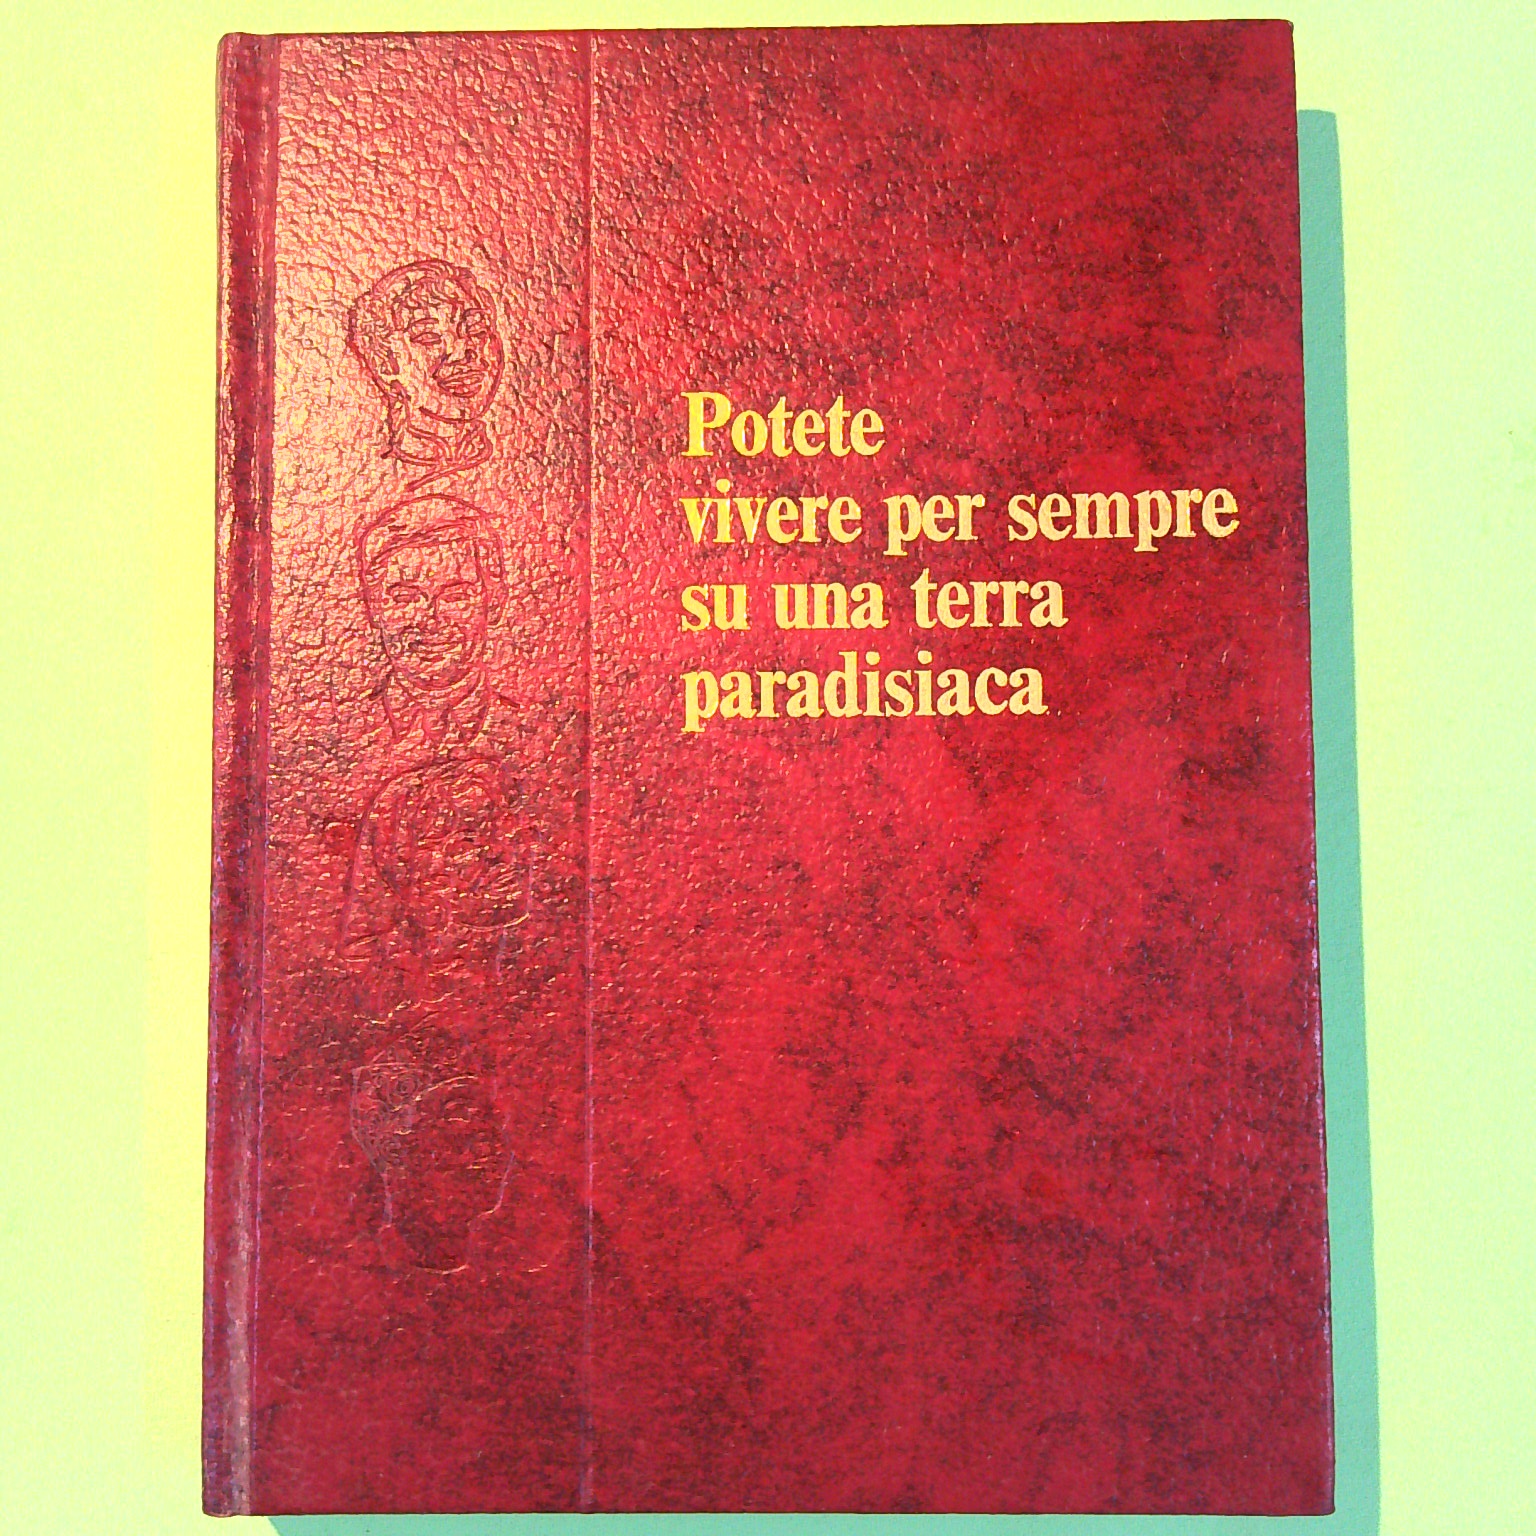 Potete
vivere per sempre
su una terra
paradisiaca